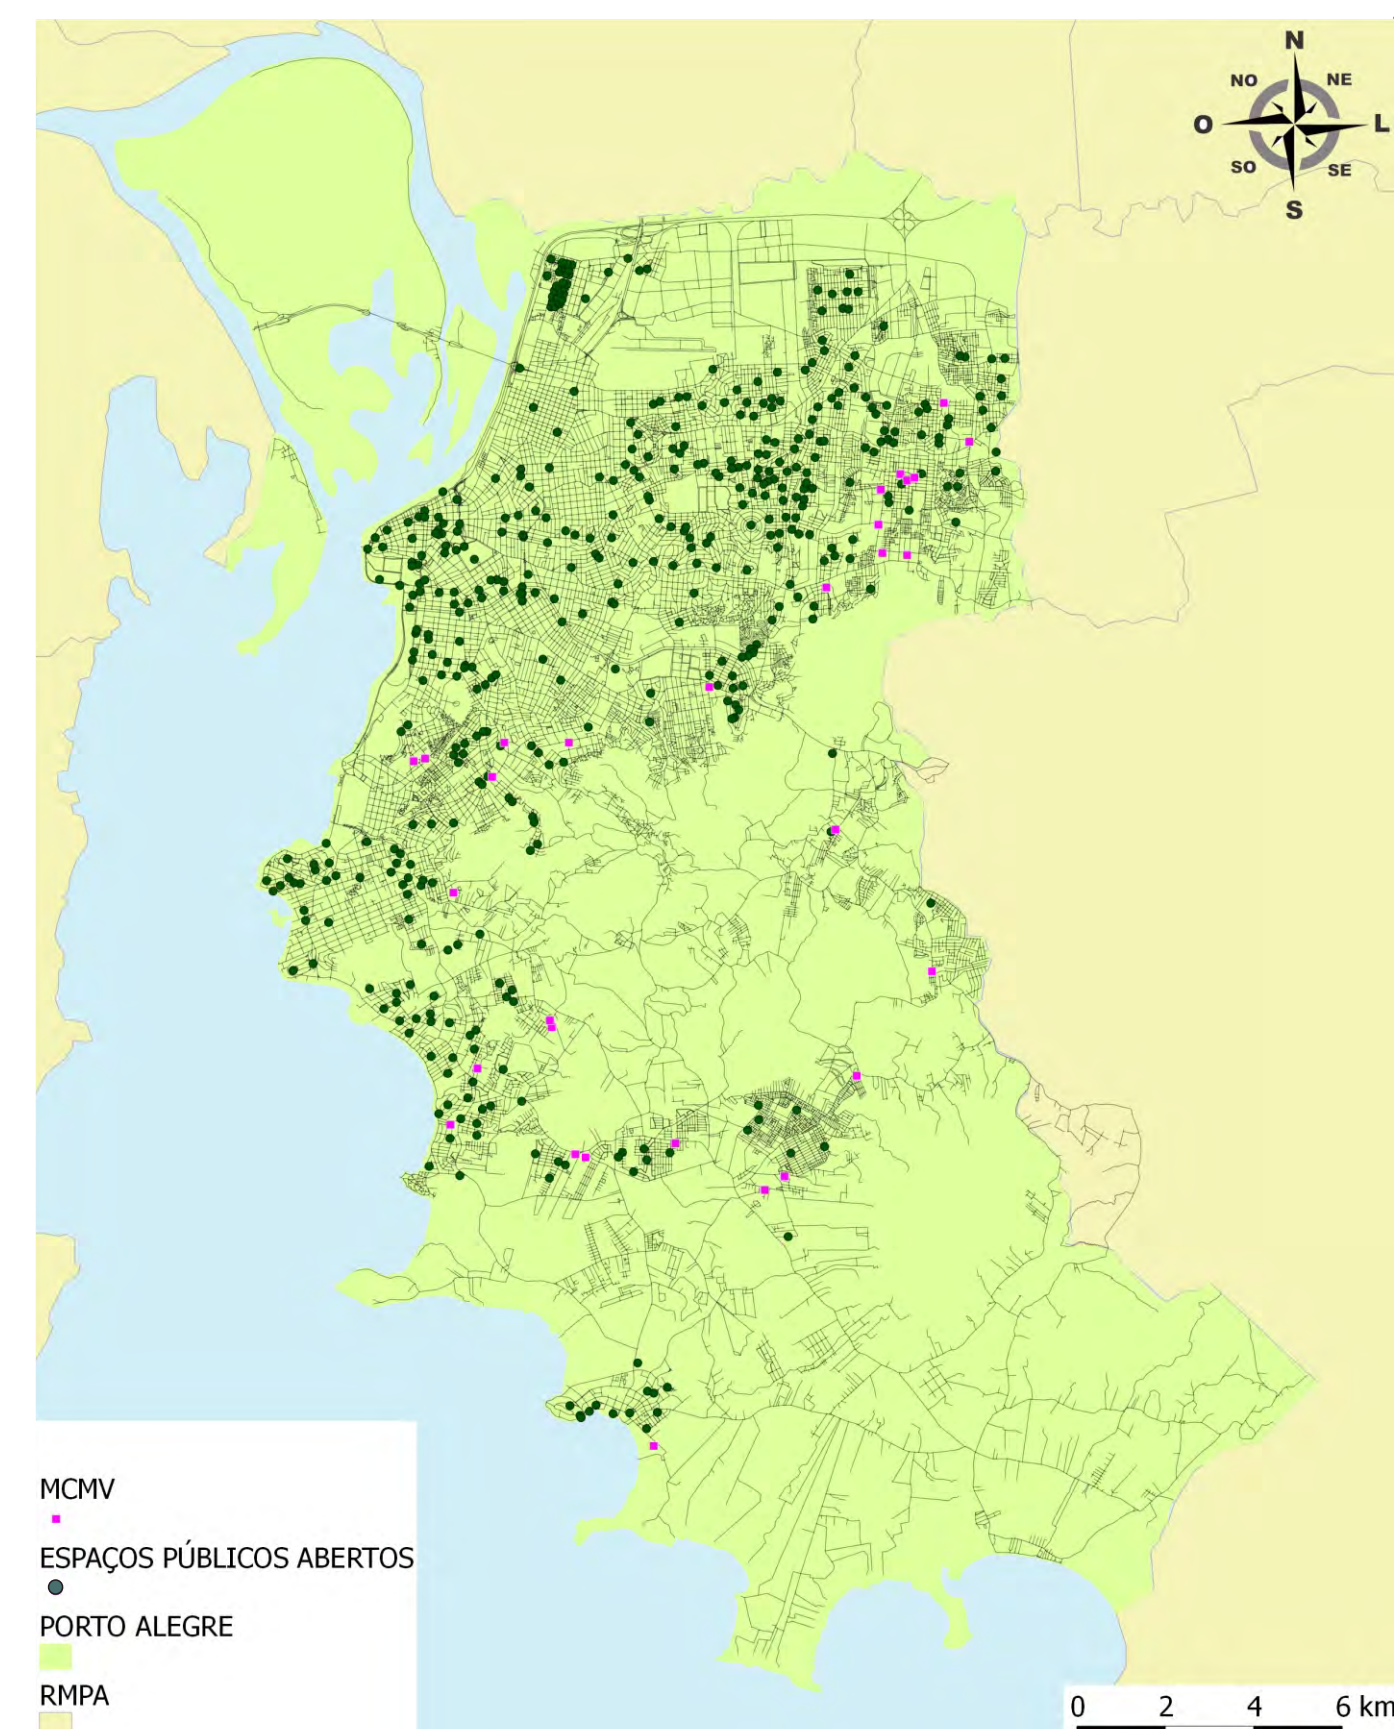 N
NO NE
O L
SO SE
S
MCMV
ESPAÇOS PÚBLICOS ABERTOS
PORTO ALEGRE
RMPA
0 2 4 6 km